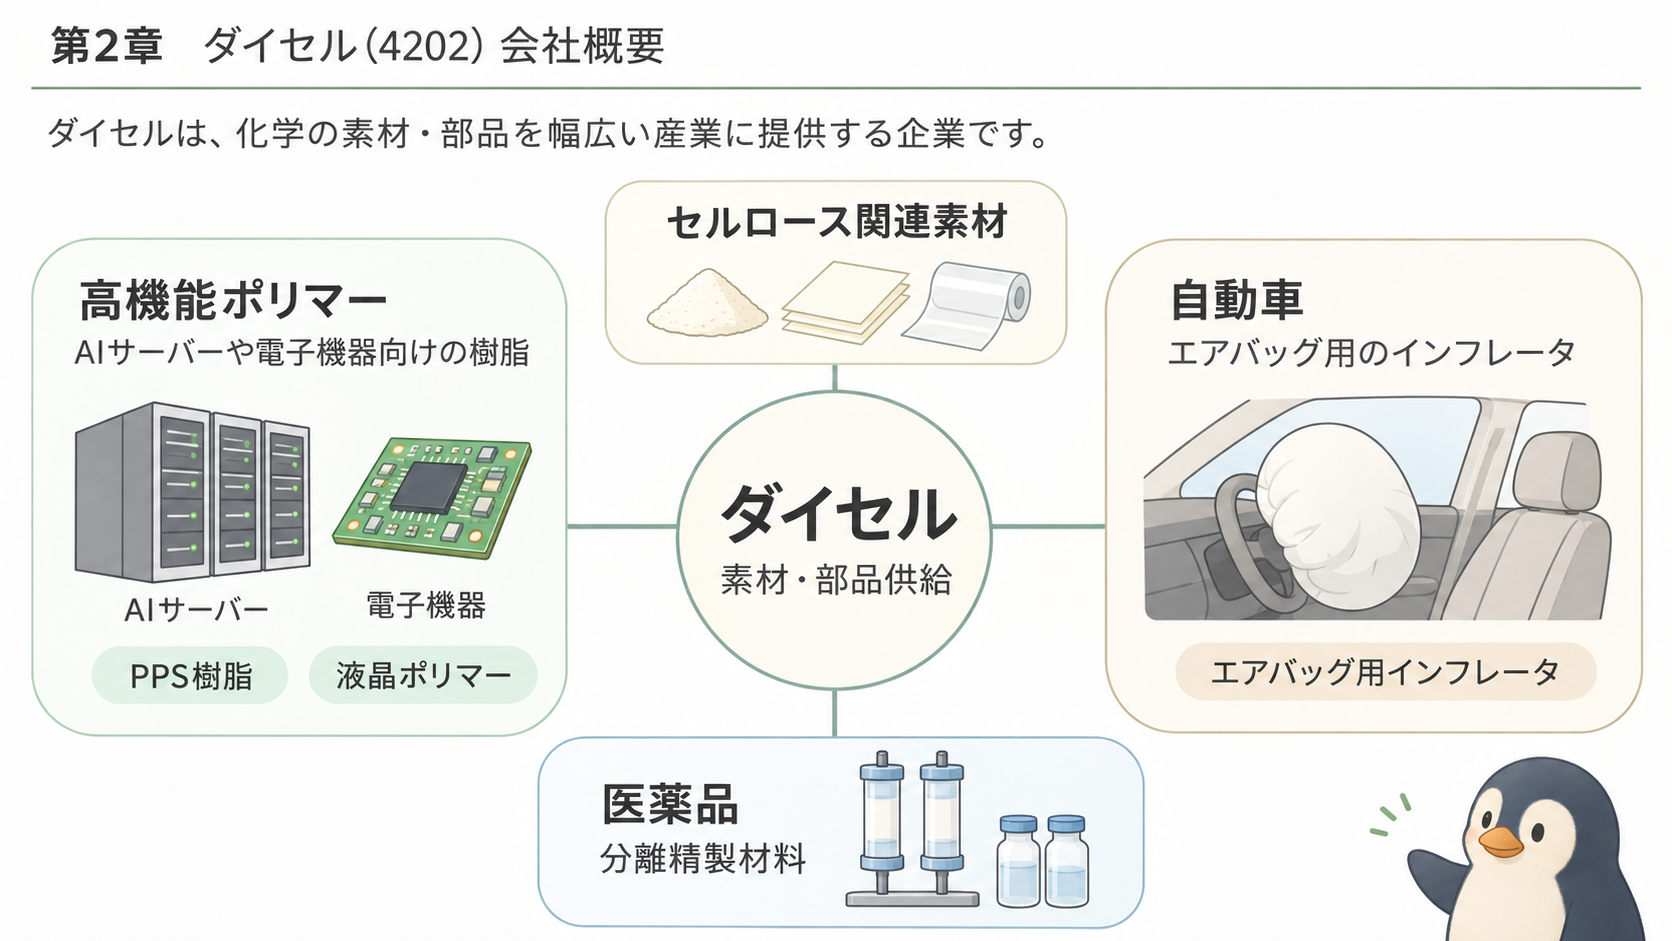 第2章　ダイセル（4202）会社概要
ダイセルは、化学の素材・部品を幅広い産業に提供する企業です。
セルロース関連素材
高機能ポリマー
AIサーバーや電子機器向けの樹脂
AIサーバー
電子機器
PPS樹脂
液晶ポリマー
ダイセル
素材・部品供給
自動車
エアバッグ用のインフレータ
エアバッグ用インフレータ
医薬品
分離精製材料